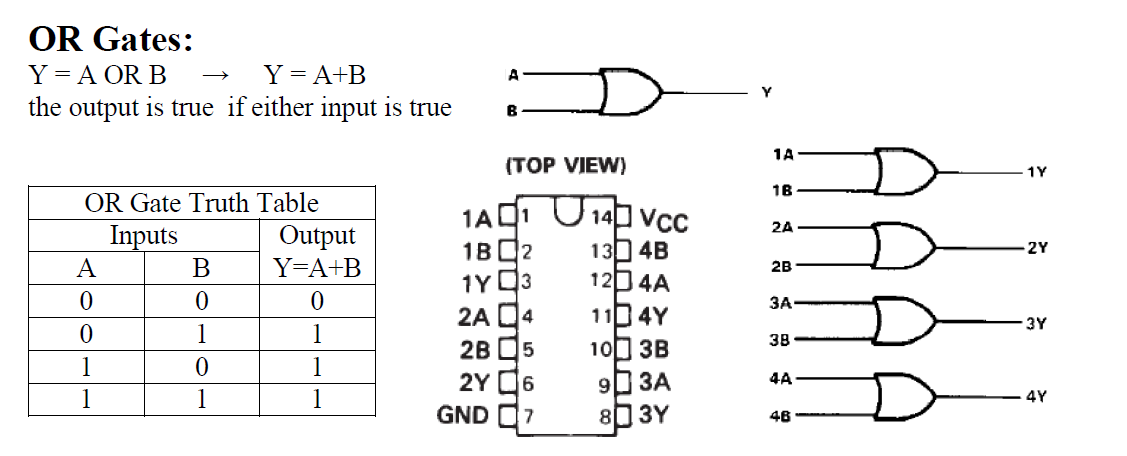 OR Gates:
Y = A OR B → Y = A+B
the output is true if either input is true
A
B
Y
OR Gate Truth Table
Inputs Output
A B Y=A+B
0 0 0
0 1 1
1 0 1
1 1 1
(TOP VIEW)
1A 1 14 VCC
1B 2 13 4B
1Y 3 12 4A
2A 4 11 4Y
2B 5 10 3B
2Y 6 9 3A
GND 7 8 3Y
1A
1B
1Y
2A
2B
2Y
3A
3B
3Y
4A
4B
4Y